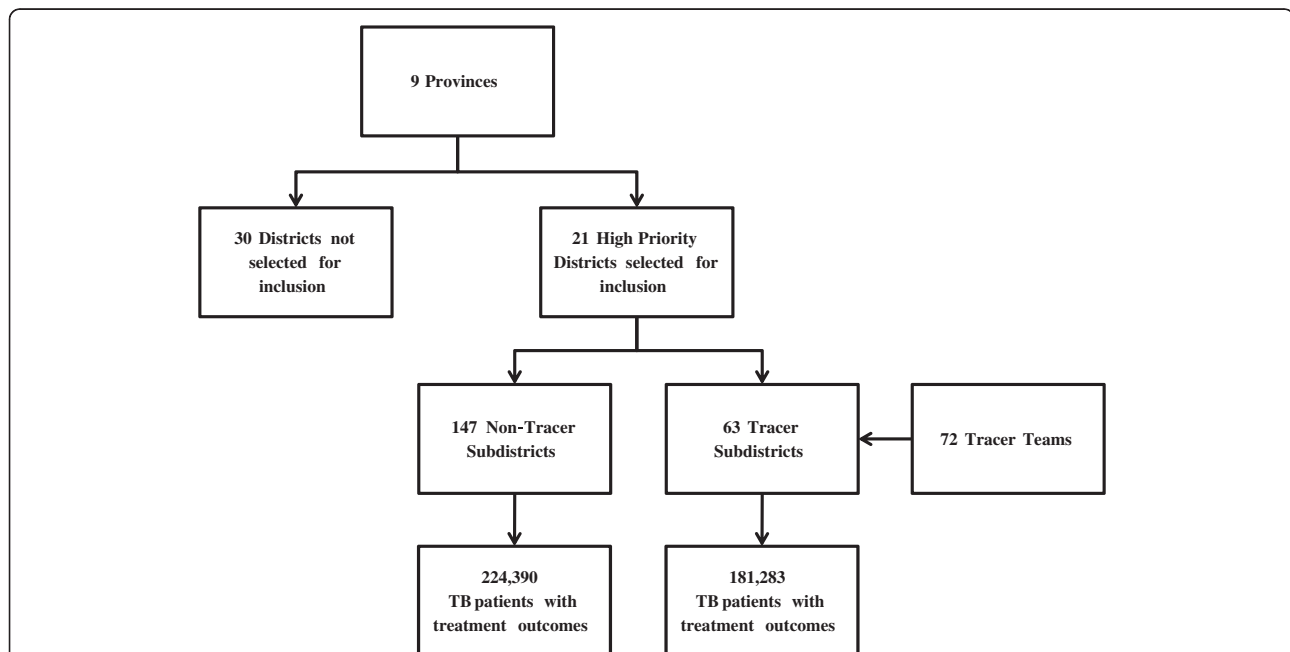 9 Provinces
30 Districts not
selected for
inclusion
21 High Priority
Districts selected for
inclusion
147 Non-Tracer
Subdistricts
63 Tracer
Subdistricts
72 Tracer Teams
224,390
TB patients with
treatment outcomes
181,283
TB patients with
treatment outcomes